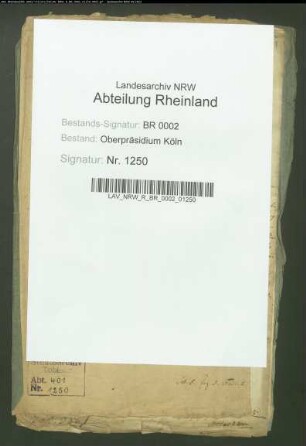 Landesarchiv NRW
Abteilung Rheinland
Bestands-Signatur: BR 0002
Bestand: Oberpräsidium Köln
Signatur: Nr. 1250
LAV_NRW_R_BR_0002_01250
Abt. 401
Nr. 1250